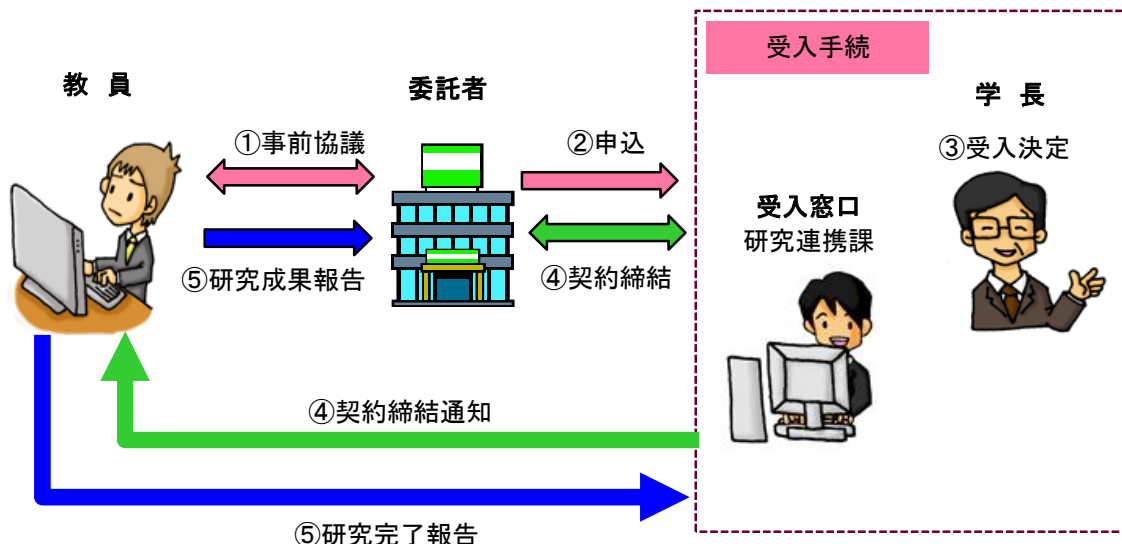 受入手続
教 員
委託者
学 長
①事前協議
②申込
③受入決定
受入窓口
研究連携課
⑤研究成果報告
④契約締結
④契約締結通知
⑤研究完了報告